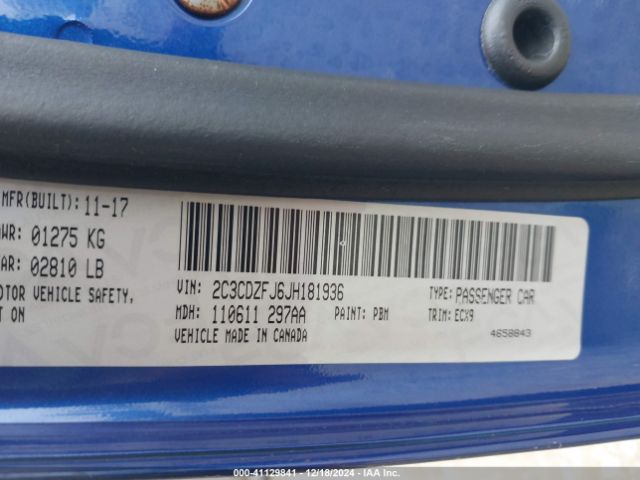 MFR(BUILT): 11-17
WR: 01275 KG
AR: 02810 LB
OTOR VEHICLE SAFETY,
T ON
VIN: 2C3CDZFJ6JH181936
TYPE: PASSENGER CAR
MDH: 110611 297AA
PAINT: PBM
TRIM: ECX9
VEHICLE MADE IN CANADA
4658843
000-41129841 - 12/18/2024 - IAA Inc.